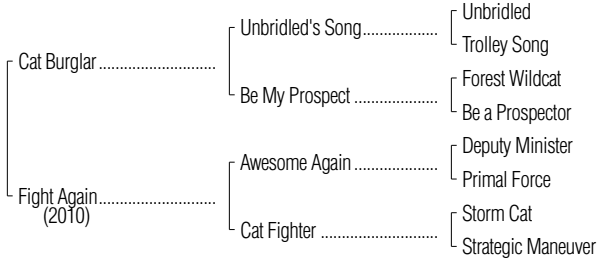 Unbridled
Unbridled's Song
Trolley Song
Cat Burglar
Forest Wildcat
Be My Prospect
Be a Prospector
Deputy Minister
Awesome Again
Primal Force
Fight Again
(2010)
Storm Cat
Cat Fighter
Strategic Maneuver